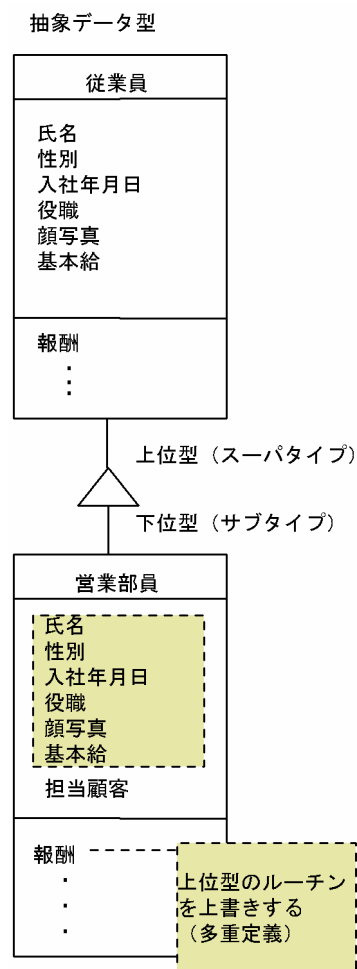 抽象データ型
従業員
氏名
性別
入社年月日
役職
顔写真
基本給
報酬
上位型（スーパタイプ）
下位型（サブタイプ）
営業部員
氏名
性別
入社年月日
役職
顔写真
基本給
担当顧客
報酬
上位型のルーチン
を上書きする
（多重定義）